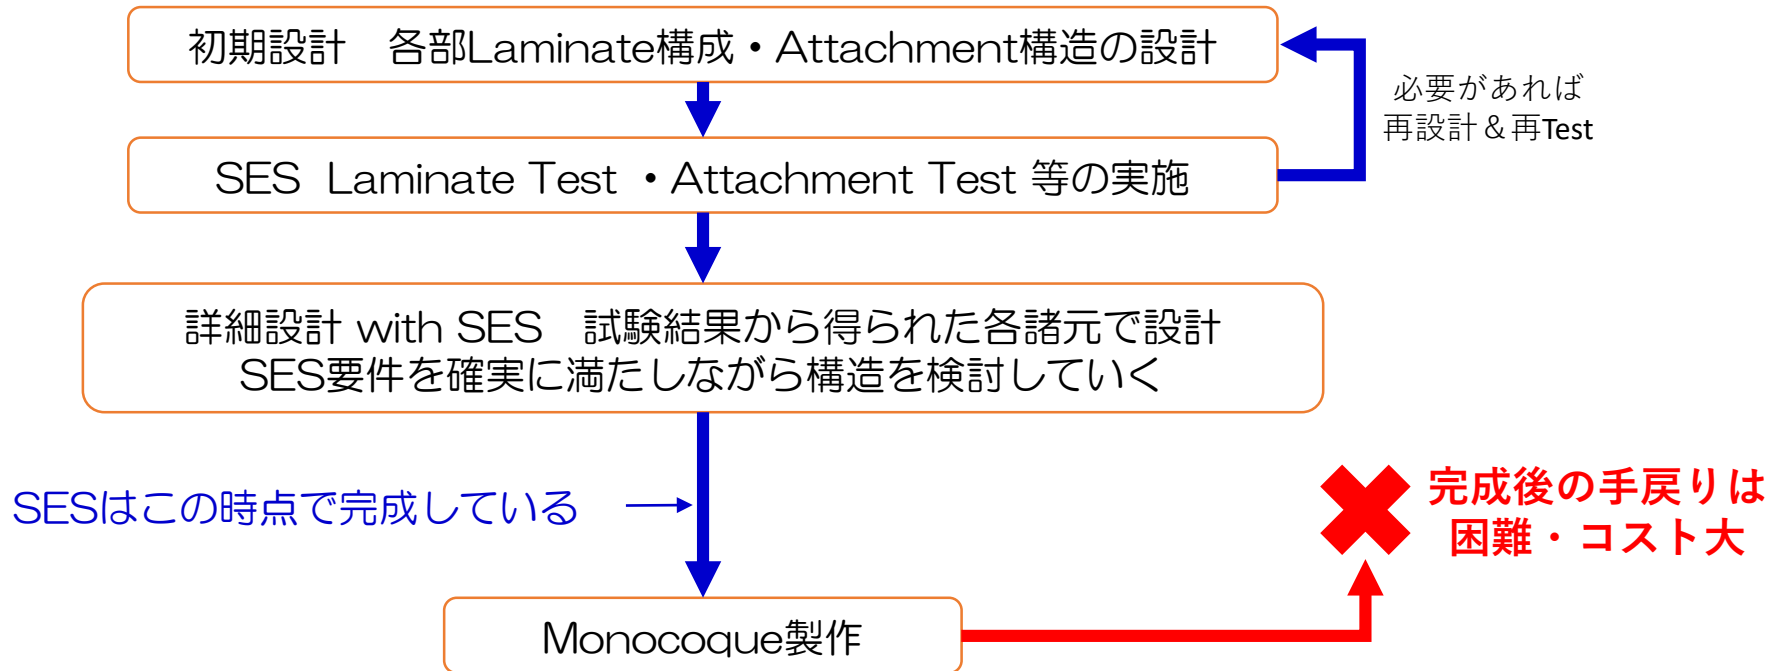 初期設計　各部Laminate構成・Attachment構造の設計
必要があれば
再設計＆再Test
SES Laminate Test ・Attachment Test 等の実施
詳細設計 with SES　試験結果から得られた各諸元で設計
SES要件を確実に満たしながら構造を検討していく
SESはこの時点で完成している
完成後の手戻りは
困難・コスト大
Monocoque製作